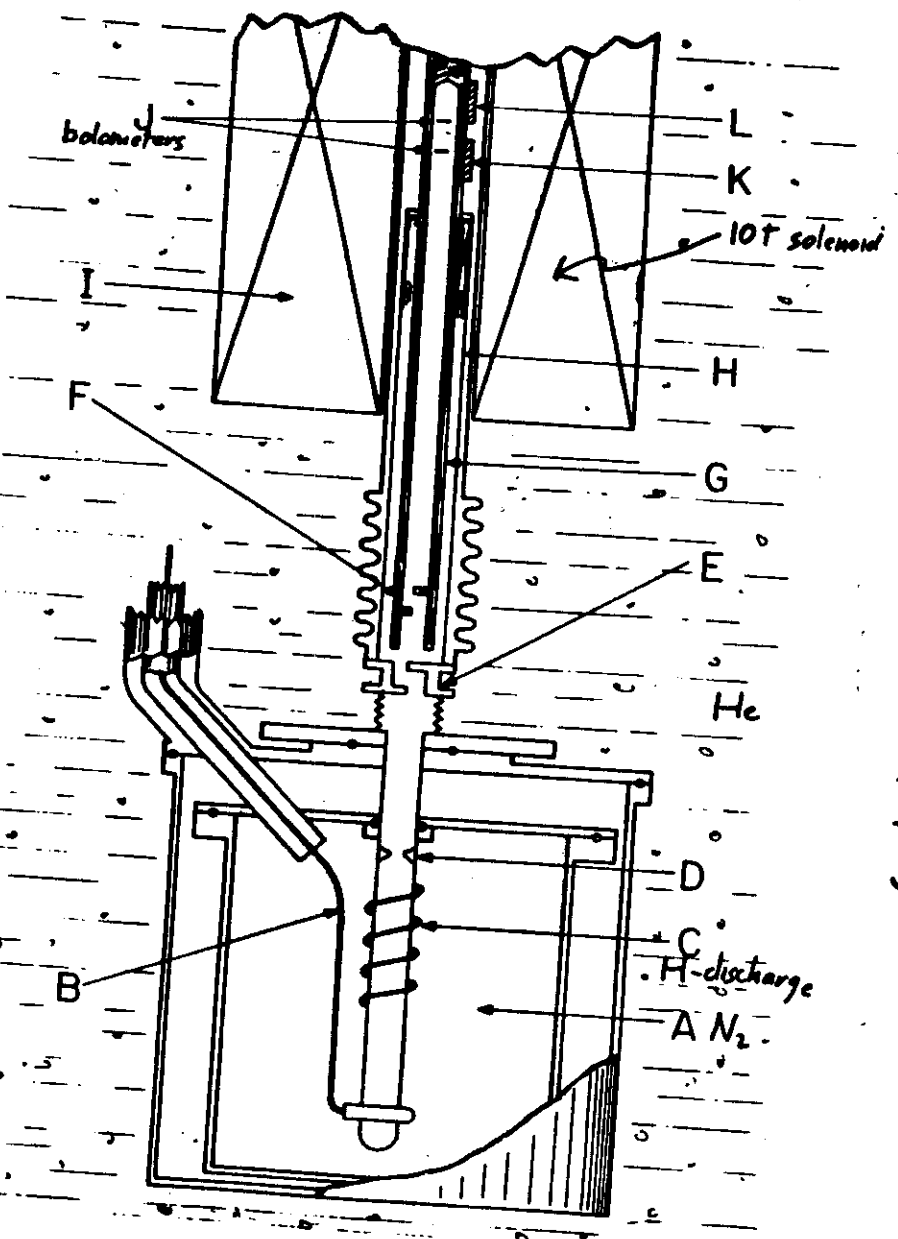 J
bolometers
L
K
10T solenoid
I
H
F
G
E
He
D
C
H-discharge
B
A N₂.